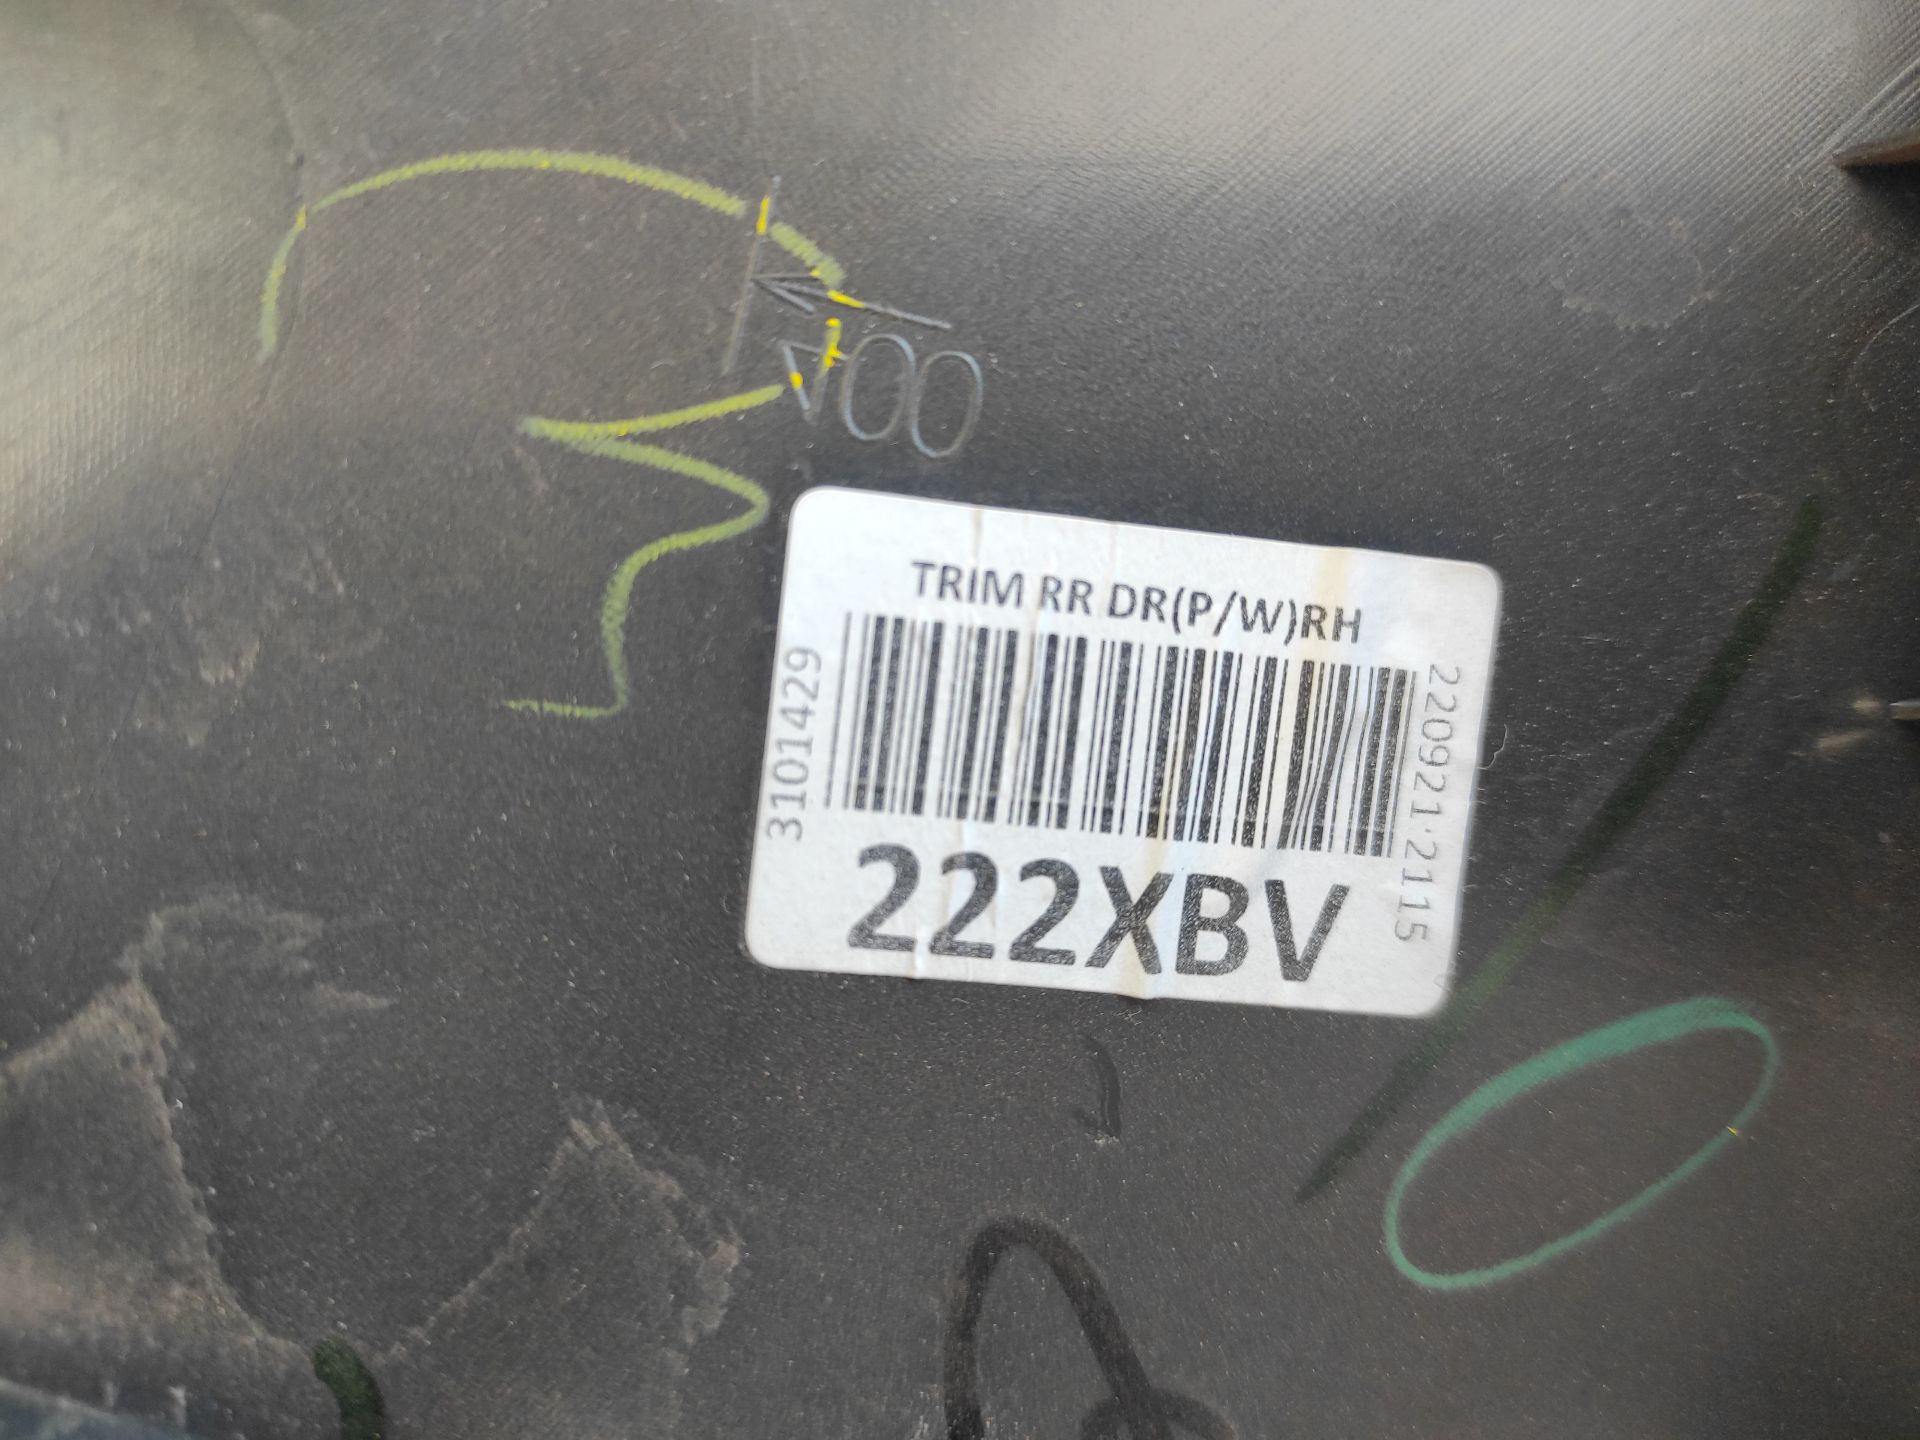 TRIM RR DR(P/W)RH
3101429
220921·2115
222XBV